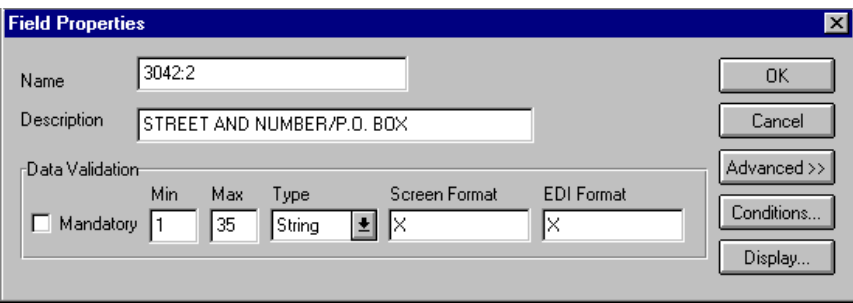 Field Properties
Name 3042:2 OK
Description STREET AND NUMBER/P.O. BOX Cancel
Data Validation Advanced >>
Min Max Type Screen Format EDI Format
Mandatory 1 35 String X X Conditions...
Display...